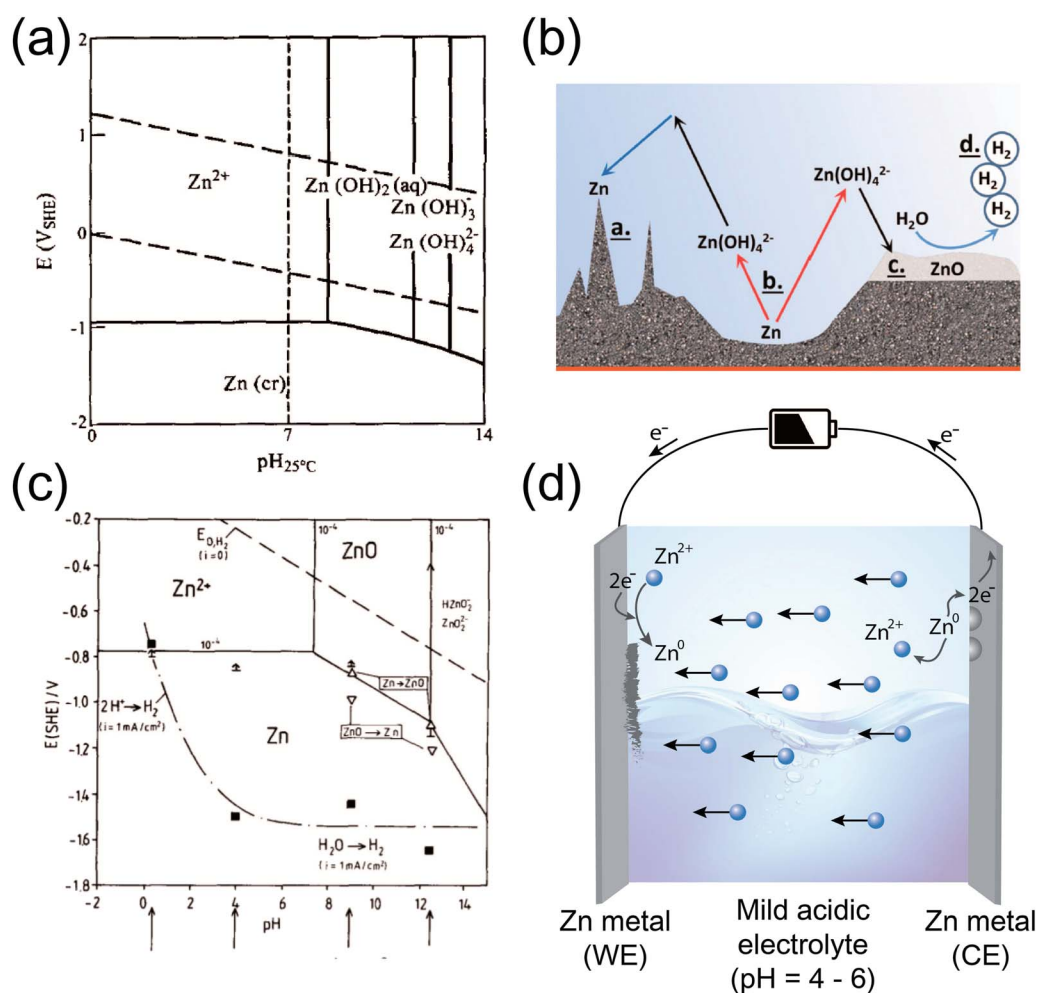 (a)
2
1
0
-1
-2
E (V_SHE)
Zn²⁺
Zn (OH)₂ (aq)
Zn (OH)₃⁻
Zn (OH)₄²⁻
Zn (cr)
0
7
14
pH₂₅°C
(b)
Zn
a.
Zn(OH)₄²⁻
b.
Zn
Zn(OH)₄²⁻
H₂O
c.
ZnO
d.
H₂
H₂
H₂
(c)
-0.2
-0.4
-0.6
-0.8
-1.0
-1.2
-1.4
-1.6
-1.8
E(SHE)/V
E₀,H₂
(i=0)
10⁻⁴
ZnO
10⁻⁴
Zn²⁺
HZnO₂⁻
ZnO₂²⁻
10⁻⁴
Zn→ZnO
2H⁺→H₂
(i=1mA/cm²)
Zn
ZnO→Zn
H₂O→H₂
(i=1mA/cm²)
-2
0
2
4
6
8
10
12
14
pH
(d)
e⁻
e⁻
Zn²⁺
2e⁻
Zn⁰
Zn²⁺
2e⁻
Zn⁰
Zn metal
(WE)
Mild acidic
electrolyte
(pH = 4 - 6)
Zn metal
(CE)